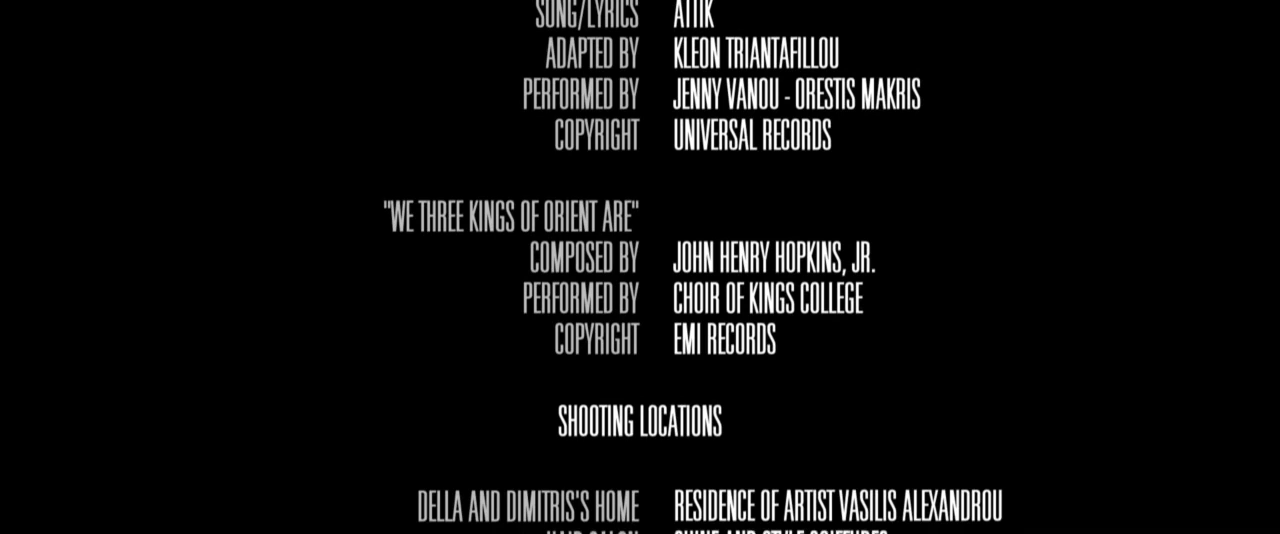 SONG/LYRICS ATTIK
ADAPTED BY KLEON TRIANTAFILLOU
PERFORMED BY JENNY VANOU - ORESTIS MAKRIS
COPYRIGHT UNIVERSAL RECORDS
"WE THREE KINGS OF ORIENT ARE"
COMPOSED BY JOHN HENRY HOPKINS, JR.
PERFORMED BY CHOIR OF KINGS COLLEGE
COPYRIGHT EMI RECORDS
SHOOTING LOCATIONS
DELLA AND DIMITRIS'S HOME RESIDENCE OF ARTIST VASILIS ALEXANDROU